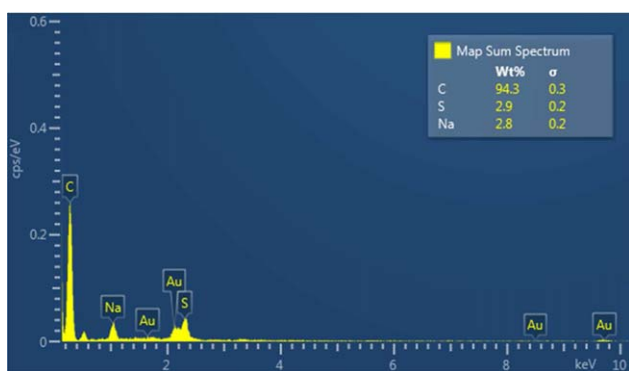 0.6
Map Sum Spectrum
Wt% σ
C 94.3 0.3
S 2.9 0.2
Na 2.8 0.2
0.4
cps/eV
C
0.2
Au
Na
Au
S
Au
Au
0
2
4
6
8
keV
10